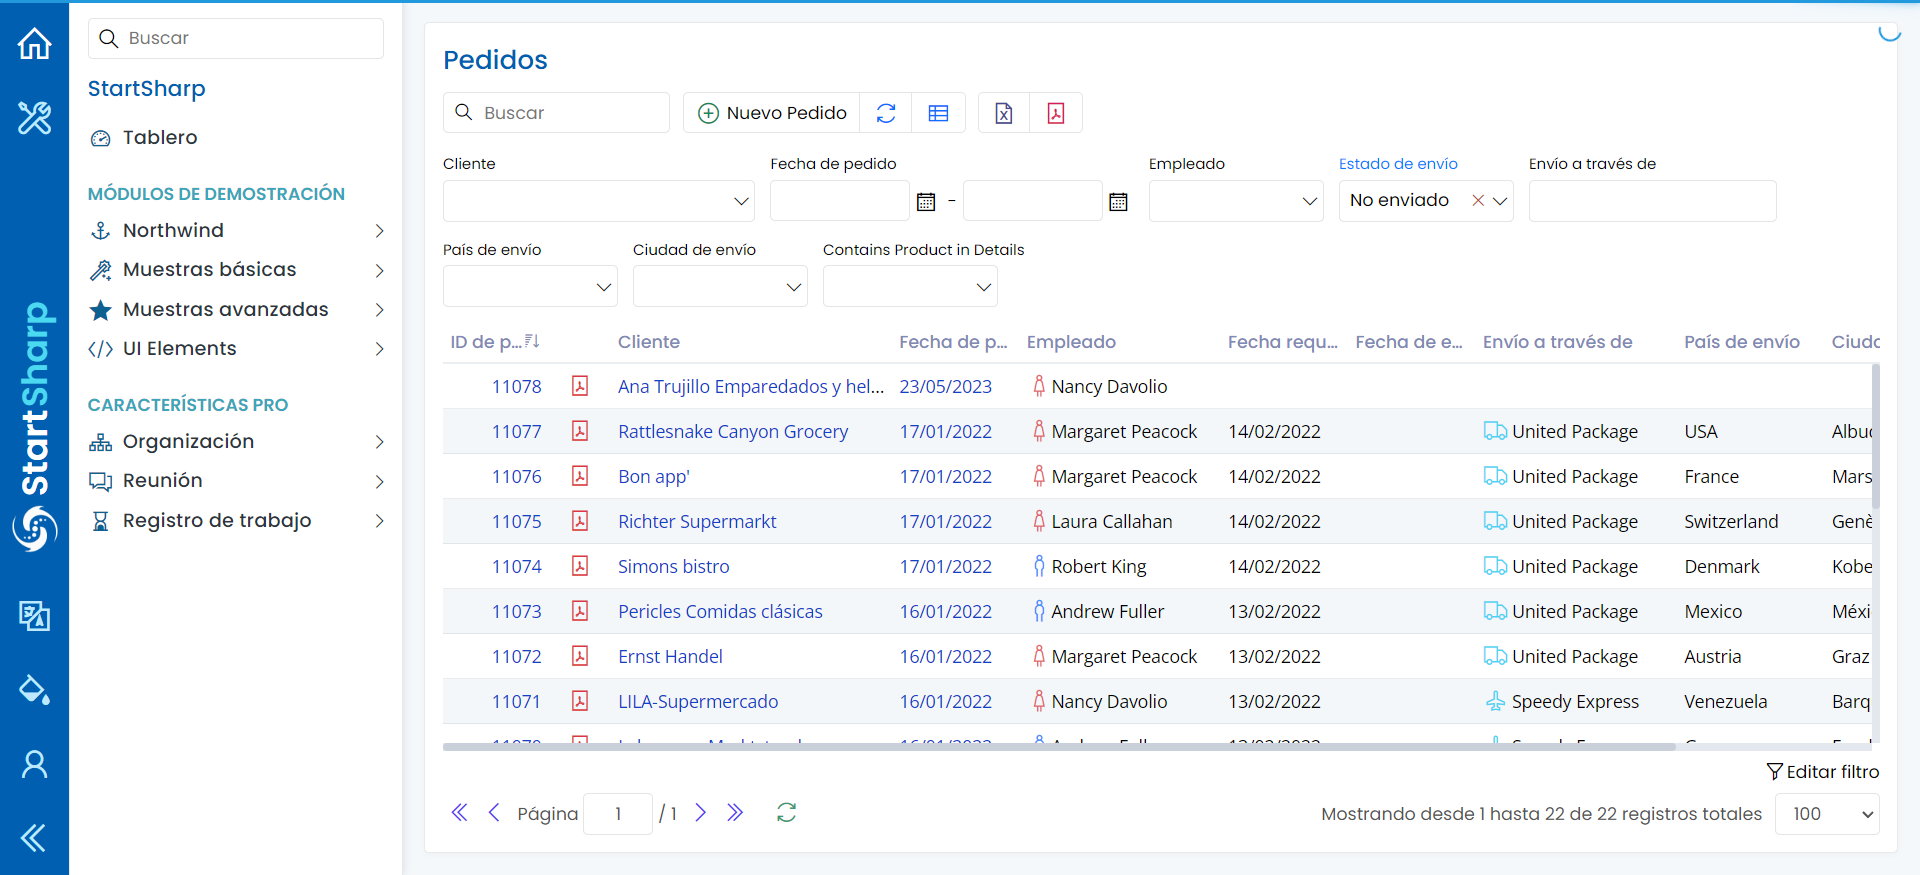 Buscar
StartSharp
Tablero
MÓDULOS DE DEMOSTRACIÓN
Northwind
Muestras básicas
Muestras avanzadas
UI Elements
CARACTERÍSTICAS PRO
Organización
Reunión
Registro de trabajo
StartSharp
Pedidos
Buscar
Nuevo Pedido
Cliente
Fecha de pedido
-
Empleado
Estado de envío
No enviado
Envío a través de
País de envío
Ciudad de envío
Contains Product in Details
ID de p... Cliente Fecha de p... Empleado Fecha requ... Fecha de e... Envío a través de País de envío Ciudc
11078 Ana Trujillo Emparedados y hel... 23/05/2023 Nancy Davolio
11077 Rattlesnake Canyon Grocery 17/01/2022 Margaret Peacock 14/02/2022 United Package USA Albuc
11076 Bon app' 17/01/2022 Margaret Peacock 14/02/2022 United Package France Mars
11075 Richter Supermarkt 17/01/2022 Laura Callahan 14/02/2022 United Package Switzerland Genè
11074 Simons bistro 17/01/2022 Robert King 14/02/2022 United Package Denmark Kobe
11073 Pericles Comidas clásicas 16/01/2022 Andrew Fuller 13/02/2022 United Package Mexico Méxi
11072 Ernst Handel 16/01/2022 Margaret Peacock 13/02/2022 United Package Austria Graz
11071 LILA-Supermercado 16/01/2022 Nancy Davolio 13/02/2022 Speedy Express Venezuela Barq
Editar filtro
Página 1 / 1
Mostrando desde 1 hasta 22 de 22 registros totales 100